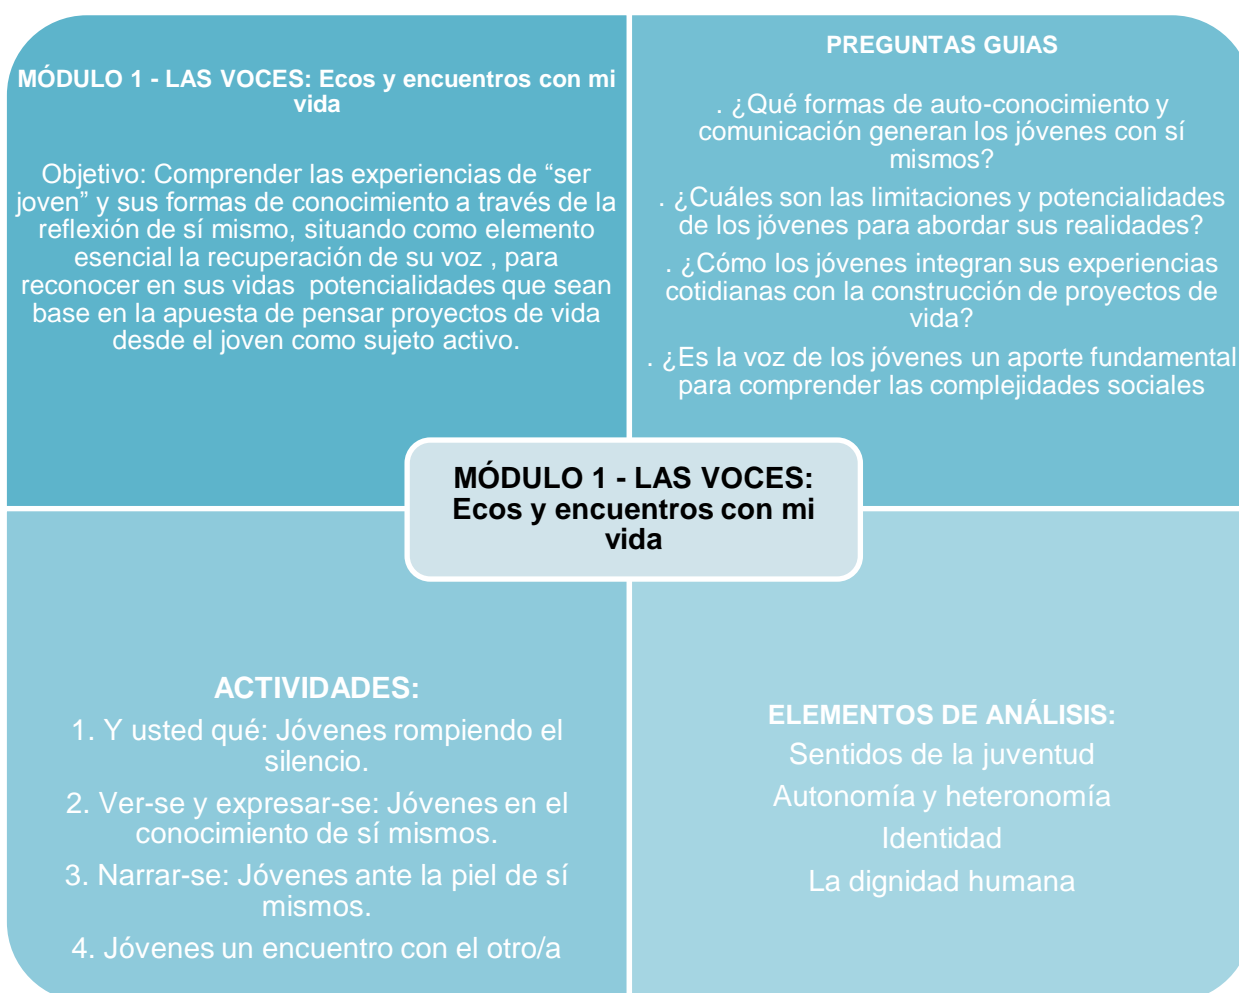 MÓDULO 1 - LAS VOCES: Ecos y encuentros con mi
vida
Objetivo: Comprender las experiencias de “ser
joven” y sus formas de conocimiento a través de la
reflexión de sí mismo, situando como elemento
esencial la recuperación de su voz , para
reconocer en sus vidas  potencialidades que sean
base en la apuesta de pensar proyectos de vida
desde el joven como sujeto activo.
PREGUNTAS GUIAS
. ¿Qué formas de auto-conocimiento y
comunicación generan los jóvenes con sí
mismos?
. ¿Cuáles son las limitaciones y potencialidades
de los jóvenes para abordar sus realidades?
. ¿Cómo los jóvenes integran sus experiencias
cotidianas con la construcción de proyectos de
vida?
. ¿Es la voz de los jóvenes un aporte fundamental
para comprender las complejidades sociales
MÓDULO 1 - LAS VOCES:
Ecos y encuentros con mi
vida
ACTIVIDADES:
1. Y usted qué: Jóvenes rompiendo el
silencio.
2. Ver-se y expresar-se: Jóvenes en el
conocimiento de sí mismos.
3. Narrar-se: Jóvenes ante la piel de sí
mismos.
4. Jóvenes un encuentro con el otro/a
ELEMENTOS DE ANÁLISIS:
Sentidos de la juventud
Autonomía y heteronomía
Identidad
La dignidad humana